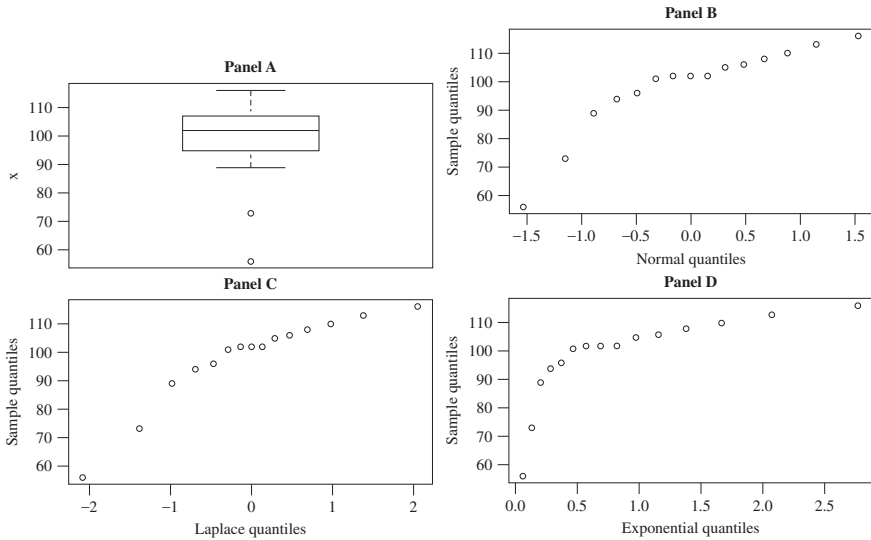 Panel A
x
110
100
90
80
70
60
Panel B
Sample quantiles
110
100
90
80
70
60
−1.5 −1.0 −0.5 0.0 0.5 1.0 1.5
Normal quantiles
Panel C
Sample quantiles
110
100
90
80
70
60
−2 −1 0 1 2
Laplace quantiles
Panel D
Sample quantiles
110
100
90
80
70
60
0.0 0.5 1.0 1.5 2.0 2.5
Exponential quantiles